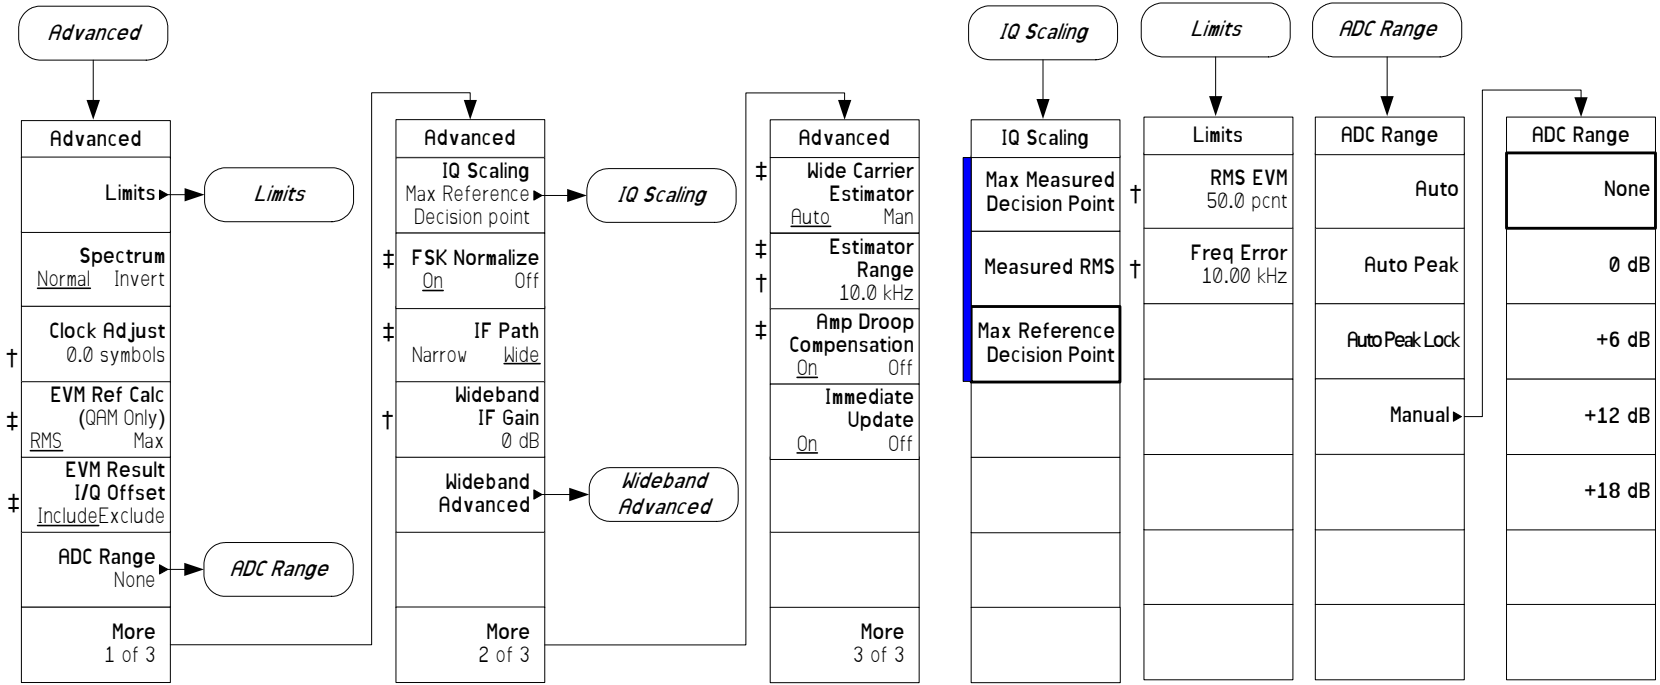 Advanced
Advanced
Limits
Limits
Spectrum
Normal Invert
Clock Adjust
† 0.0 symbols
EVM Ref Calc
‡ (QAM Only)
RMS Max
EVM Result
‡ I/Q Offset
Include Exclude
ADC Range
None
ADC Range
More
1 of 3
Advanced
IQ Scaling
Max Reference
Decision point
IQ Scaling
‡ FSK Normalize
On Off
‡ IF Path
Narrow Wide
Wideband
† IF Gain
0 dB
Wideband
Advanced
Wideband
Advanced
More
2 of 3
Advanced
‡ Wide Carrier
Estimator
Auto Man
‡ Estimator
† Range
10.0 kHz
‡ Amp Droop
Compensation
On Off
Immediate
Update
On Off
More
3 of 3
IQ Scaling
IQ Scaling
Max Measured
Decision Point
Measured RMS
Max Reference
Decision Point
Limits
Limits
† RMS EVM
50.0 pcnt
† Freq Error
10.00 kHz
ADC Range
ADC Range
Auto
Auto Peak
Auto Peak Lock
Manual
ADC Range
None
0 dB
+6 dB
+12 dB
+18 dB